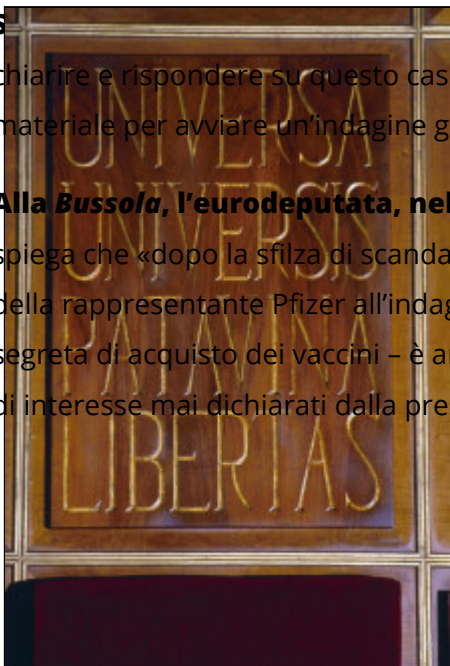 s
chiarire e rispondere su questo cas
materiale per avviare un'indagine g
Alla Bussola, l'eurodeputata, nel
spiega che «dopo la sfilza di scanda
della rappresentante Pfizer all'indag
segreta di acquisto dei vaccini – è a
di interesse mai dichiarati dalla pre
UNIVERSA
UNIVERSIS
PATAVINA
LIBERTAS